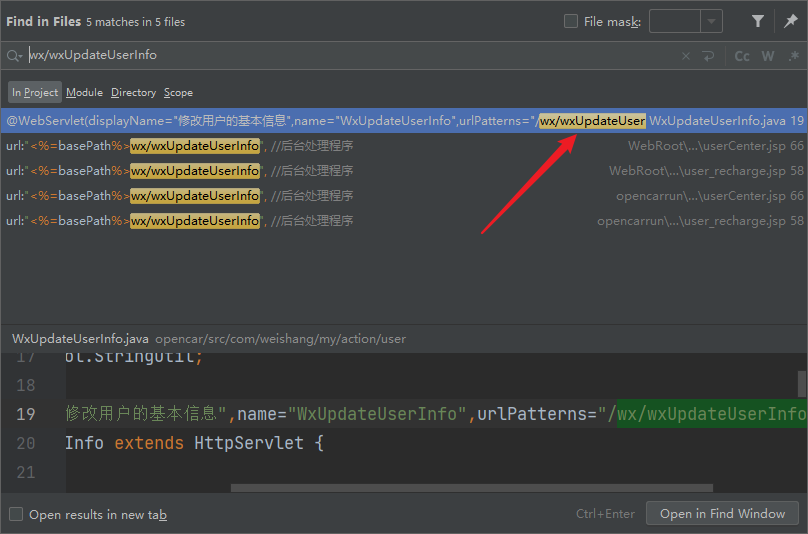 Find in Files 5 matches in 5 files File mask:
wx/wxUpdateUserInfo Cc W .*
In Project Module Directory Scope
@WebServlet(displayName="修改用户的基本信息",name="WxUpdateUserInfo",urlPatterns="/wx/wxUpdateUser WxUpdateUserInfo.java 19
url:"<%=basePath%>wx/wxUpdateUserInfo", //后台处理程序 WebRoot\...\userCenter.jsp 66
url:"<%=basePath%>wx/wxUpdateUserInfo", //后台处理程序 WebRoot\...\user_recharge.jsp 58
url:"<%=basePath%>wx/wxUpdateUserInfo", //后台处理程序 opencarrun\...\userCenter.jsp 66
url:"<%=basePath%>wx/wxUpdateUserInfo", //后台处理程序 opencarrun\...\user_recharge.jsp 58
WxUpdateUserInfo.java opencar/src/com/weishang/my/action/user
17 ol.StringUtil;
18
19 修改用户的基本信息",name="WxUpdateUserInfo",urlPatterns="/wx/wxUpdateUserInfo
20 Info extends HttpServlet {
21
Open results in new tab Ctrl+Enter Open in Find Window